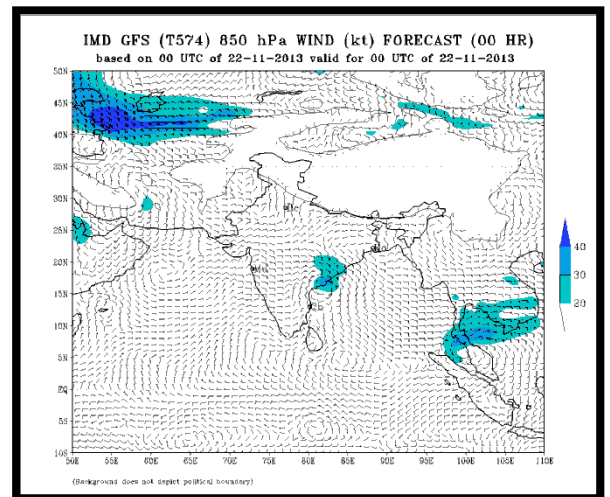 IMD GFS (T574) 850 hPa WIND (kt) FORECAST (00 HR)
based on 00 UTC of 22-11-2013 valid for 00 UTC of 22-11-2013
50N
45N
40N
35N
30N
25N
20N
15N
10N
5N
EQ
5S
10S
50E 55E 60E 65E 70E 75E 80E 85E 90E 95E 100E 105E 110E
40
30
20
(Background does not depict political boundary)